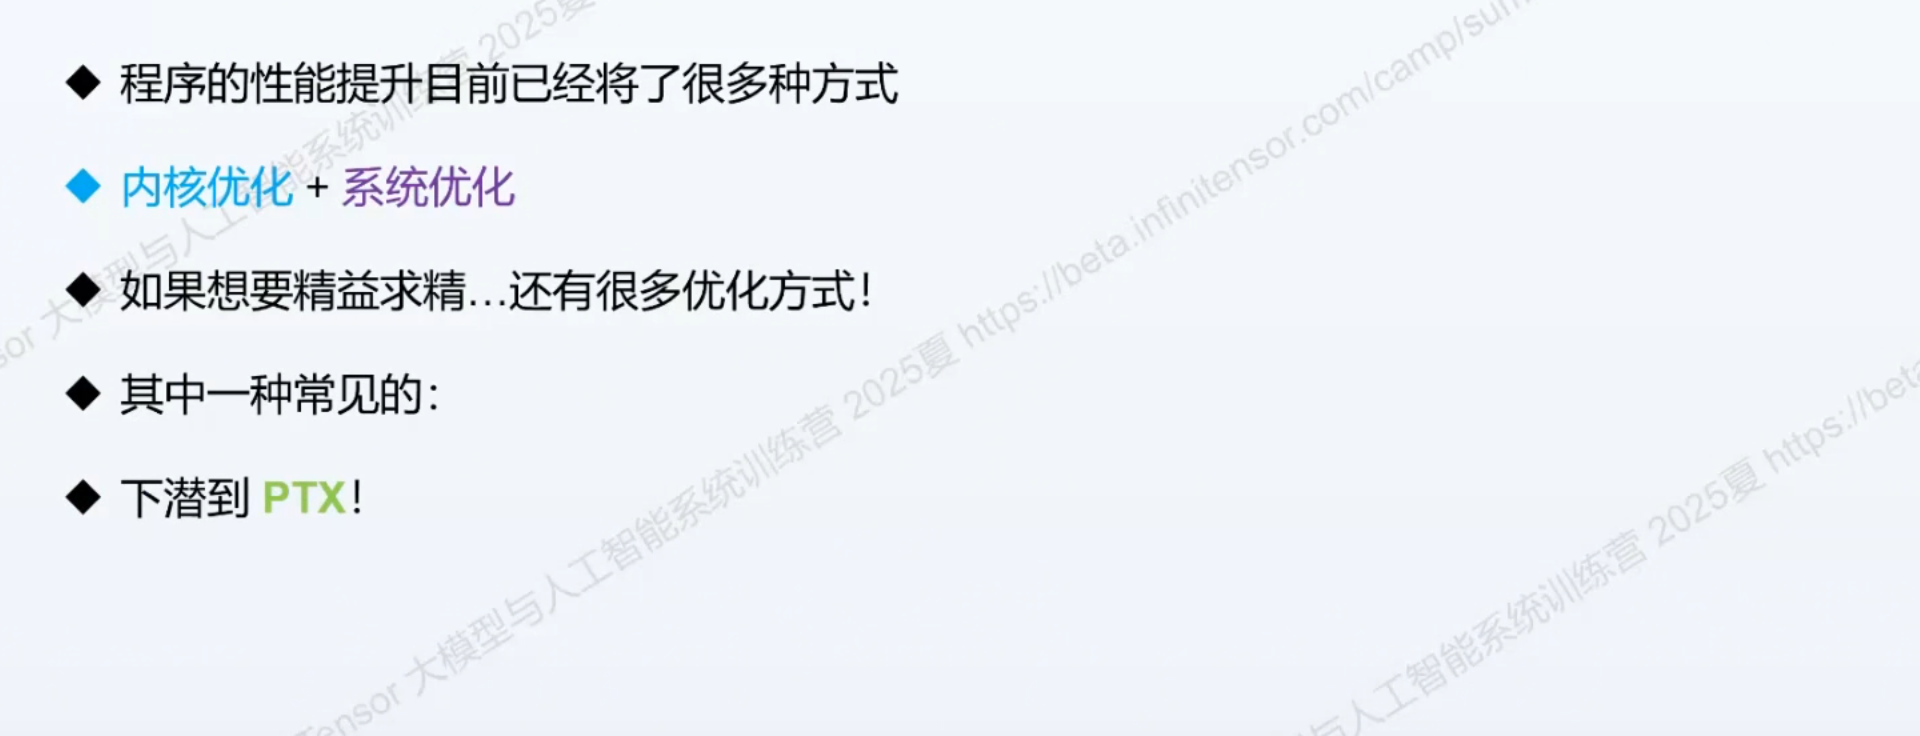 ◆ 程序的性能提升目前已经将了很多种方式
◆ 内核优化 + 系统优化
◆ 如果想要精益求精…还有很多优化方式！
◆ 其中一种常见的：
◆ 下潜到 PTX！
sor 大模型与人工智能系统训练营 2025夏
Tensor 大模型与人工智能系统训练营 2025夏 https://beta.infinitensor.com/camp/sum
与人工智能系统训练营 2025夏 https://beta